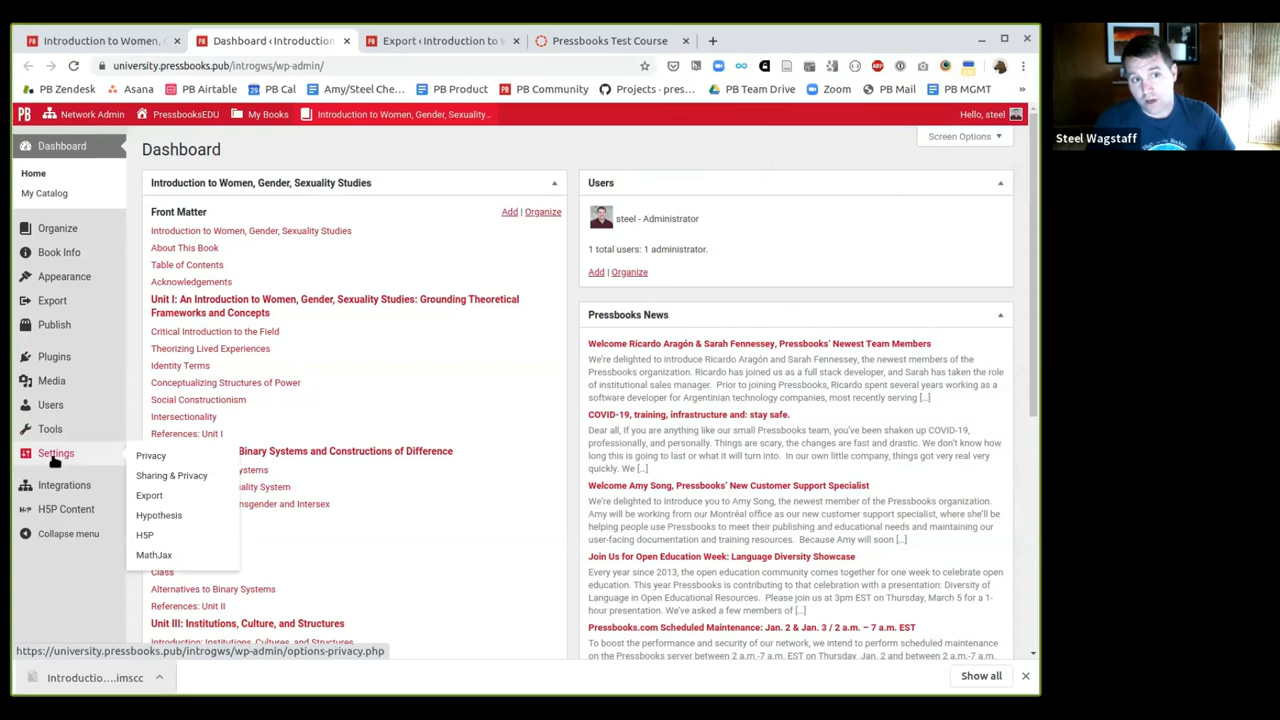 Introduction to Women, 
Dashboard ‹ Introduction
Export ‹ Introduction to
Pressbooks Test Course
university.pressbooks.pub/introgws/wp-admin/
PB Zendesk
Asana
PB Airtable
PB Cal
Amy/Steel Che...
PB Product
PB Community
Projects · pres...
PB Team Drive
Zoom
PB Mail
PB MGMT
PB
Network Admin
PressbooksEDU
My Books
Introduction to Women, Gender, Sexuality...
Hello, steel
Steel Wagstaff
Screen Options
Dashboard
Home
My Catalog
Organize
Book Info
Appearance
Export
Publish
Plugins
Media
Users
Tools
Settings
Integrations
H5P Content
Collapse menu
Privacy
Sharing & Privacy
Export
Hypothesis
H5P
MathJax
Dashboard
Introduction to Women, Gender, Sexuality Studies
Front Matter
Add | Organize
Introduction to Women, Gender, Sexuality Studies
About This Book
Table of Contents
Acknowledgements
Unit I: An Introduction to Women, Gender, Sexuality Studies: Grounding Theoretical
Frameworks and Concepts
Critical Introduction to the Field
Theorizing Lived Experiences
Identity Terms
Conceptualizing Structures of Power
Social Constructionism
Intersectionality
References: Unit I
Binary Systems and Constructions of Difference
Class
Alternatives to Binary Systems
References: Unit II
Unit III: Institutions, Culture, and Structures
Introduction: Institutions, Cultures, and Structures
Users
steel - Administrator
1 total users: 1 administrator.
Add | Organize
Pressbooks News
Welcome Ricardo Aragón & Sarah Fennessey, Pressbooks' Newest Team Members
We're delighted to introduce Ricardo Aragón and Sarah Fennessey, the newest members of the
Pressbooks organization. Ricardo has joined us as a full stack developer, and Sarah has taken the role
of institutional sales manager. Prior to joining Pressbooks, Ricardo spent several years working as a
software developer for Argentinian technology companies, most recently serving [...]
COVID-19, training, infrastructure and: stay safe.
Dear all, If you are anything like our small Pressbooks team, you've been shaken up by COVID-19,
professionally, and personally. Things are scary, the changes are fast and drastic. We don't know how
long this is going to last or what it will turn into. In our own little company, things got very real very
quickly. We [...]
Welcome Amy Song, Pressbooks' New Customer Support Specialist
We're delighted to introduce you to Amy Song, the newest member of the Pressbooks organization.
Amy will be working from our Montréal office as our new customer support specialist, where she'll be
helping people use Pressbooks to meet their publishing and educational needs and maintaining our
user-facing documentation and training resources. Because Amy will soon [...]
Join Us for Open Education Week: Language Diversity Showcase
Every year since 2013, the open education community comes together for one week to celebrate open
education. This year Pressbooks is contributing to that celebration with a presentation: Diversity of
Language in Open Educational Resources. Please join us at 3pm EST on Thursday, March 5 for a 1-
hour presentation. We've asked a few members of [...]
Pressbooks.com Scheduled Maintenance: Jan. 2 & Jan. 3 / 2 a.m. – 7 a.m. EST
To boost the performance and security of our network, we intend to perform scheduled maintenance
on the Pressbooks server between 2 a.m.-7 a.m. EST on Thursday, Jan. 2 and between 2 a.m.-7
https://university.pressbooks.pub/introgws/wp-admin/options-privacy.php
Introductio....imscc
Show all